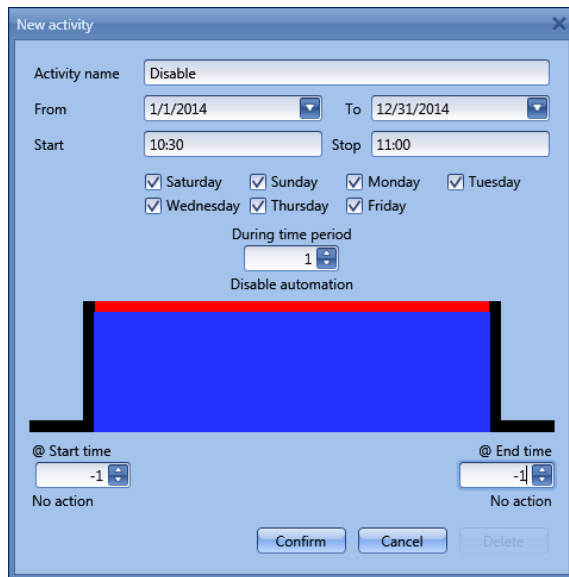 New activity
Activity name Disable
From 1/1/2014 To 12/31/2014
Start 10:30 Stop 11:00
Saturday Sunday Monday Tuesday
Wednesday Thursday Friday
During time period
1
Disable automation
@ Start time @ End time
-1 -1
No action No action
Confirm Cancel Delete